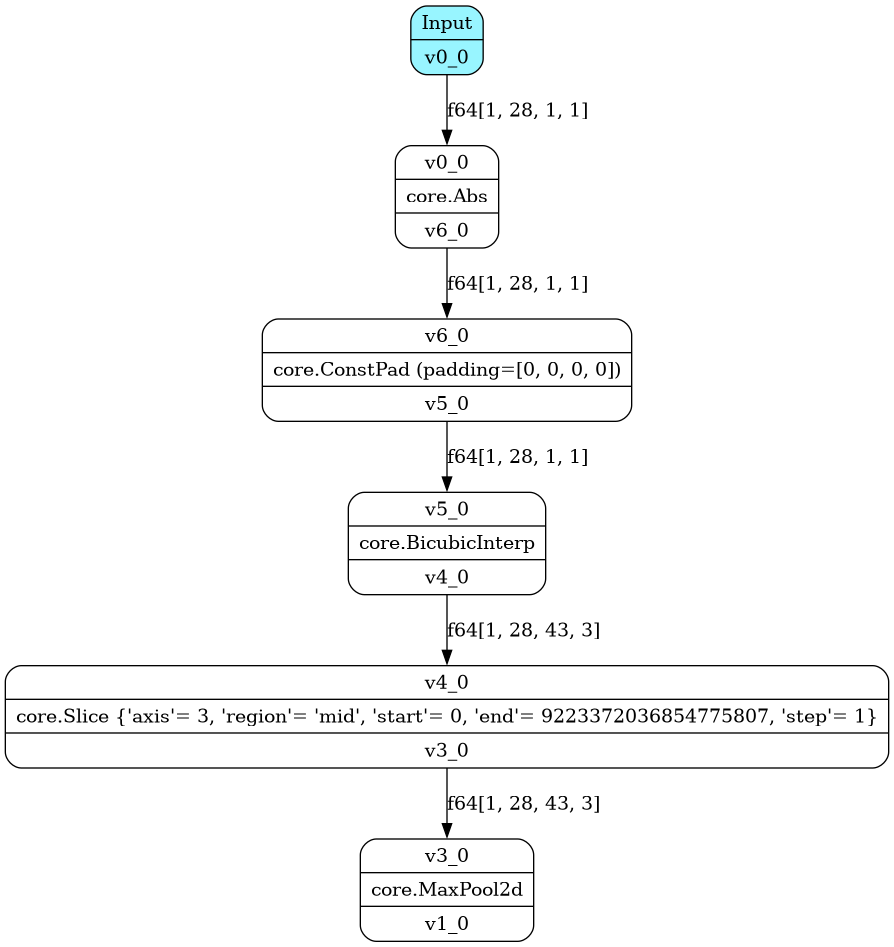 Input
v0_0
f64[1, 28, 1, 1]
v0_0
core.Abs
v6_0
f64[1, 28, 1, 1]
v6_0
core.ConstPad (padding=[0, 0, 0, 0])
v5_0
f64[1, 28, 1, 1]
v5_0
core.BicubicInterp
v4_0
f64[1, 28, 43, 3]
v4_0
core.Slice {'axis'= 3, 'region'= 'mid', 'start'= 0, 'end'= 9223372036854775807, 'step'= 1}
v3_0
f64[1, 28, 43, 3]
v3_0
core.MaxPool2d
v1_0